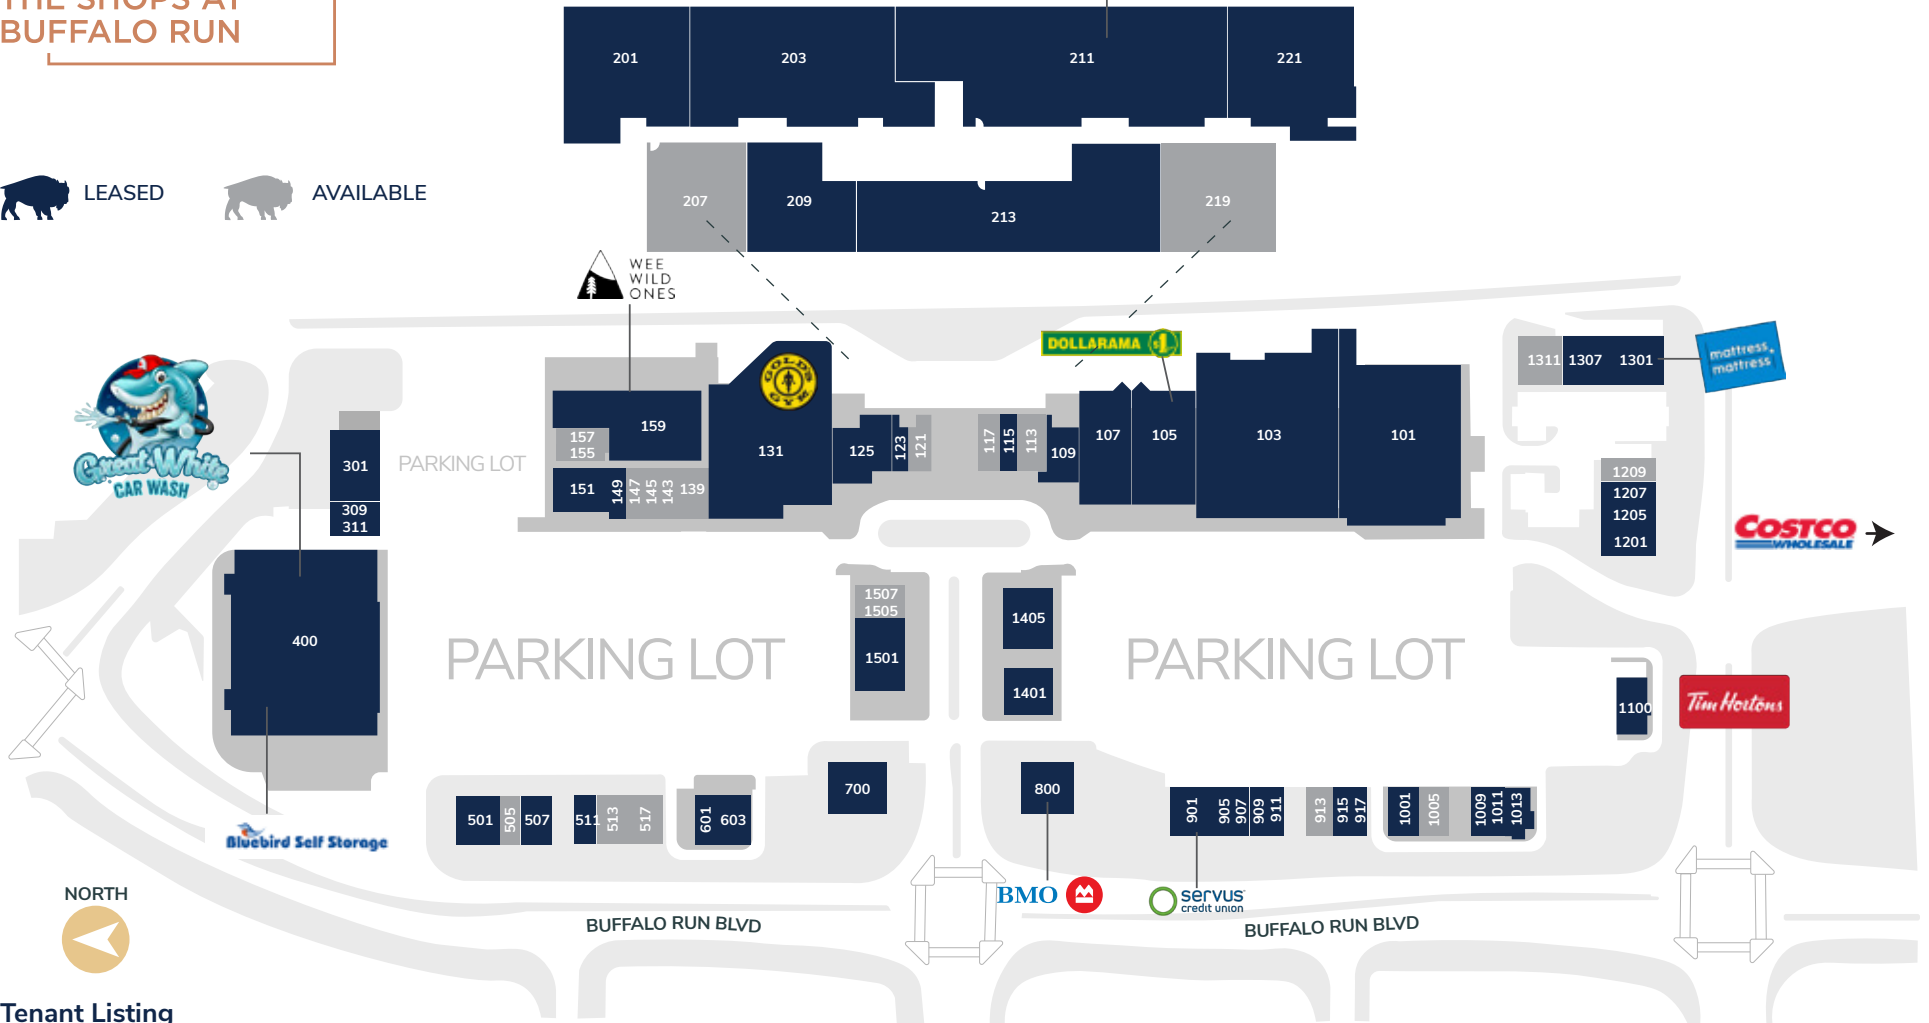 THE SHOPS AT
BUFFALO RUN
LEASED
AVAILABLE
201
203
211
221
207
209
213
219
WEE
WILD
ONES
DOLLARAMA $1
GOLD'S
GYM
mattress.
mattress
Great White
CAR WASH
301
309
311
PARKING LOT
157
155
159
151
149
147
145
143
139
131
125
123
121
117
115
113
109
107
105
103
101
1311
1307
1301
1209
1207
1205
1201
COSTCO
WHOLESALE
400
PARKING LOT
1507
1505
1501
1405
1401
PARKING LOT
1100
Tim Hortons
501
505
507
511
513
517
601
603
700
800
901
905
907
909
911
913
915
917
1001
1005
1009
1011
1013
Bluebird Self Storage
BMO
servus
credit union
NORTH
BUFFALO RUN BLVD
BUFFALO RUN BLVD
Tenant Listing